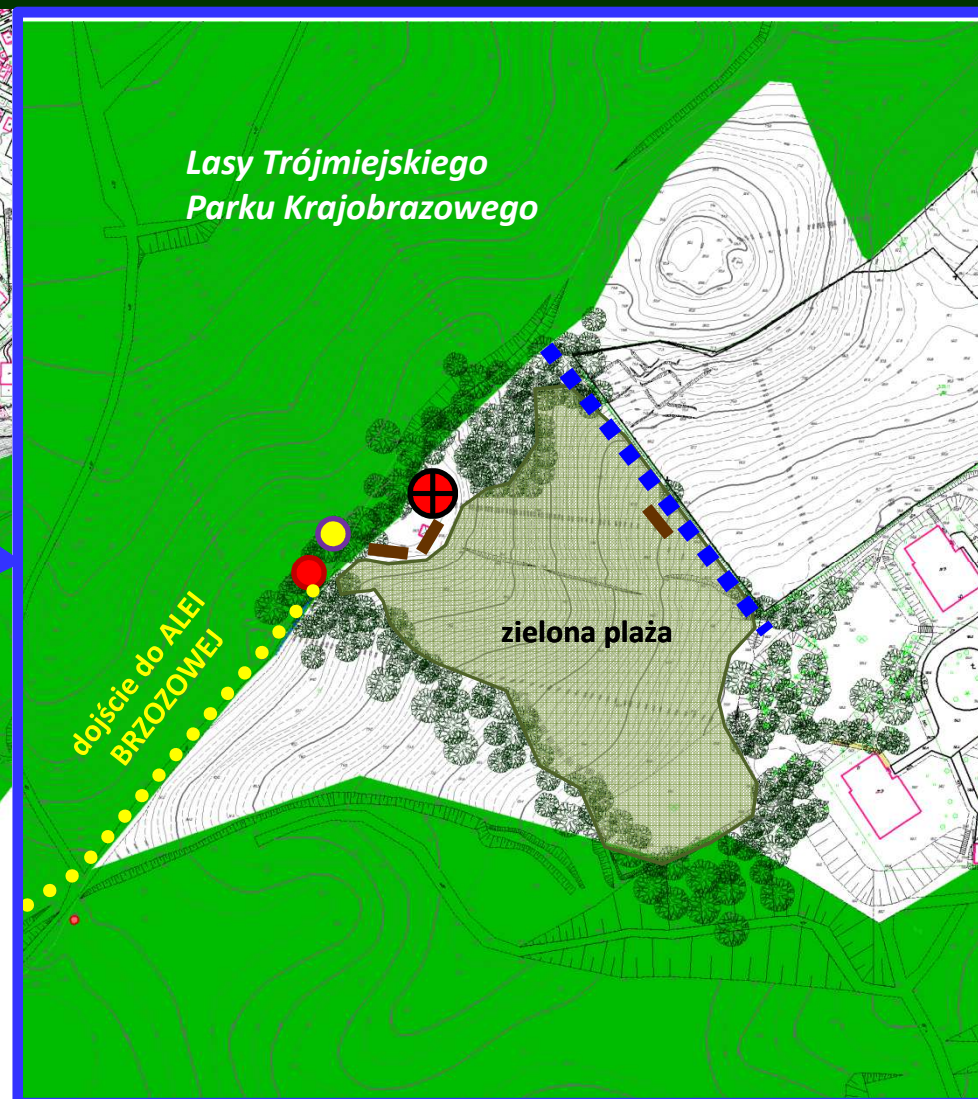 Lasy Trójmiejskiego
Parku Krajobrazowego
zielona plaża
dojście do ALEI
BRZOZOWEJ